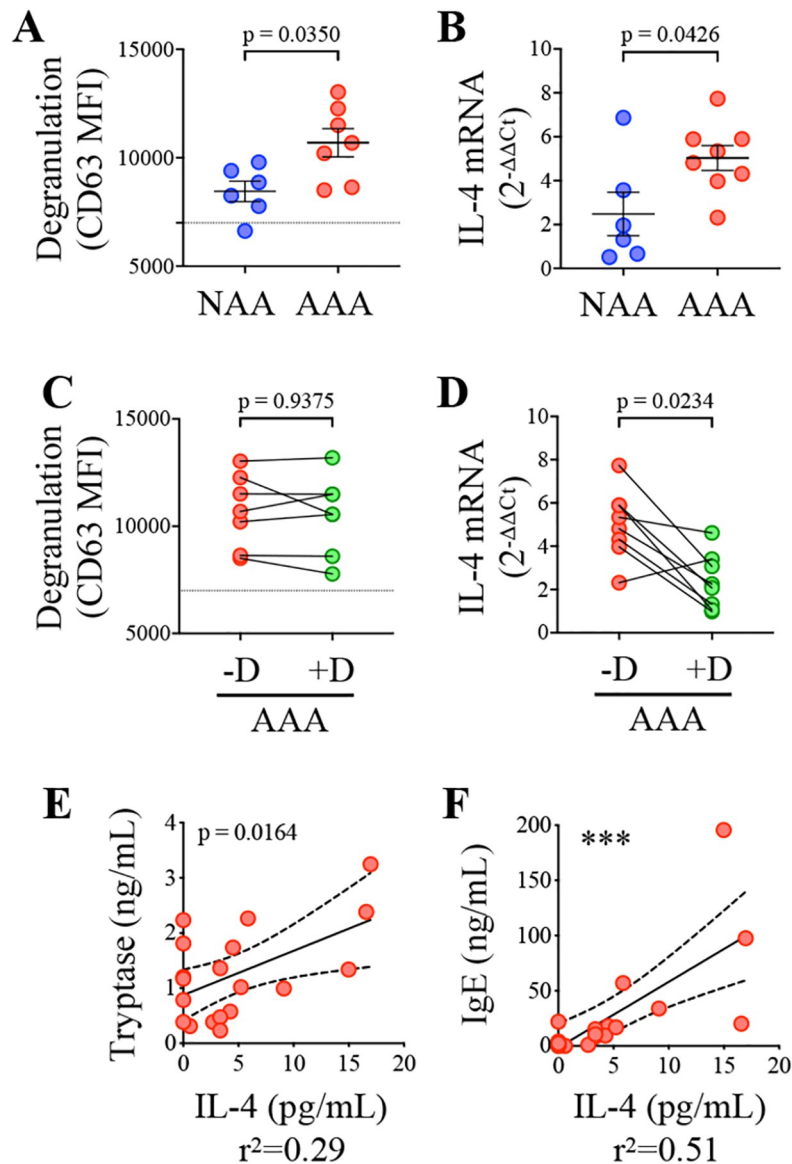 A
Degranulation
(CD63 MFI)
15000
10000
5000
p = 0.0350
NAA AAA
B
IL-4 mRNA
(2-ΔΔCt)
10
8
6
4
2
0
p = 0.0426
NAA AAA
C
Degranulation
(CD63 MFI)
15000
10000
5000
p = 0.9375
-D +D
AAA
D
IL-4 mRNA
(2-ΔΔCt)
10
8
6
4
2
0
p = 0.0234
-D +D
AAA
E
Tryptase (ng/mL)
4
3
2
1
0
p = 0.0164
0 5 10 15 20
IL-4 (pg/mL)
r²=0.29
F
IgE (ng/mL)
200
150
100
50
0
***
0 5 10 15 20
IL-4 (pg/mL)
r²=0.51